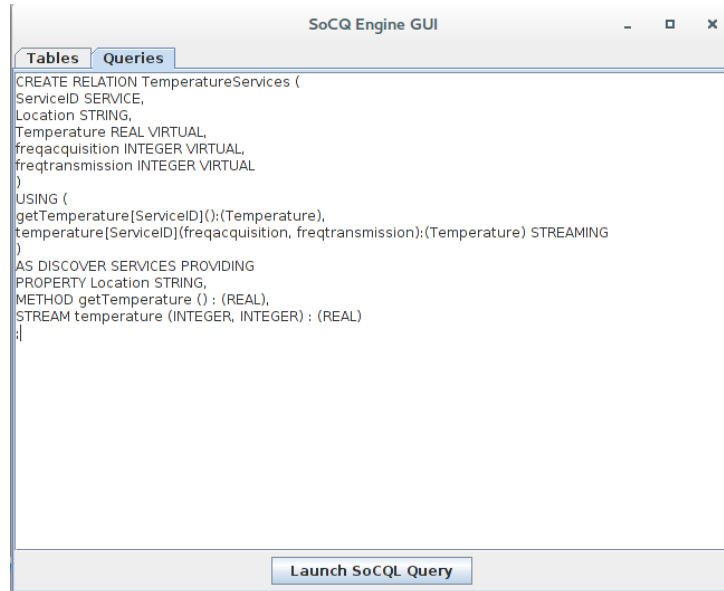 SoCQ Engine GUI
Tables Queries
CREATE RELATION TemperatureServices (
ServiceID SERVICE,
Location STRING,
Temperature REAL VIRTUAL,
freqacquisition INTEGER VIRTUAL,
freqtransmission INTEGER VIRTUAL
)
USING (
getTemperature[ServiceID]():(Temperature),
temperature[ServiceID](freqacquisition, freqtransmission):(Temperature) STREAMING
)
AS DISCOVER SERVICES PROVIDING
PROPERTY Location STRING,
METHOD getTemperature () : (REAL),
STREAM temperature (INTEGER, INTEGER) : (REAL)
;
Launch SoCQL Query